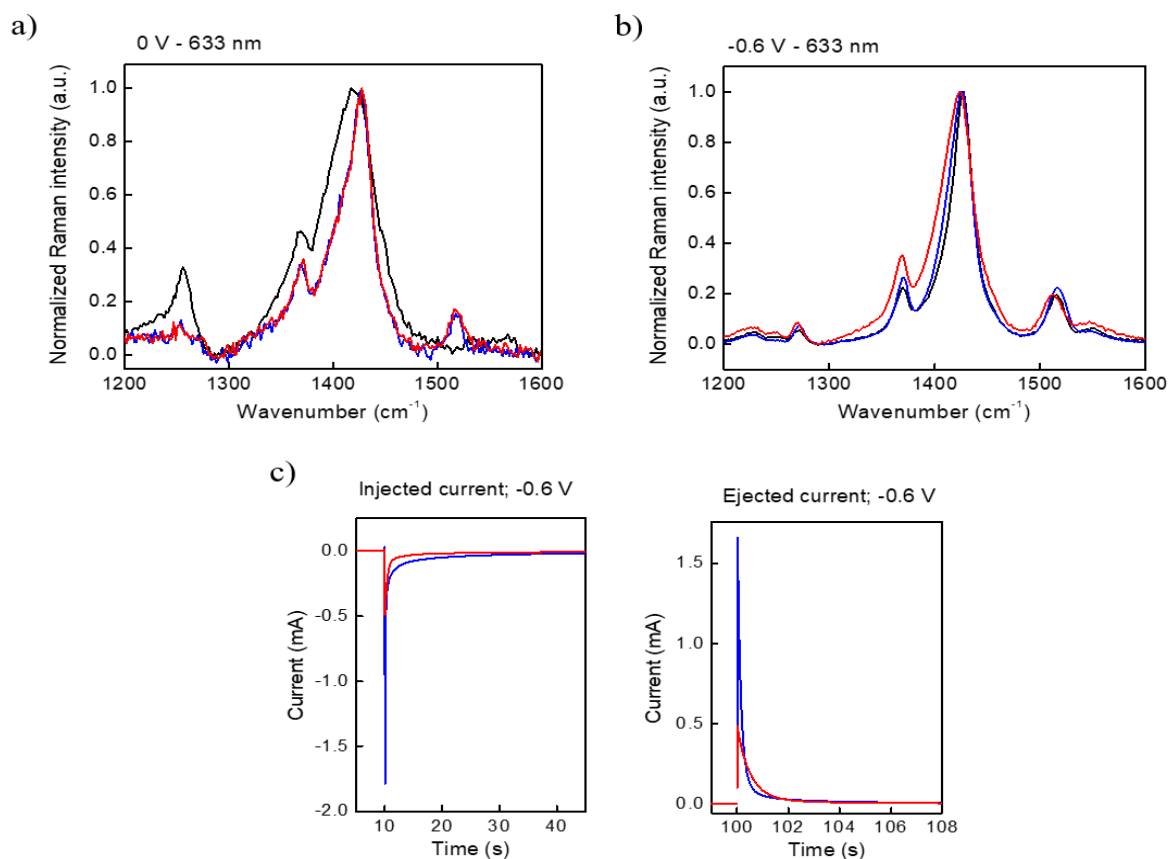 a)
0 V - 633 nm
Normalized Raman intensity (a.u.)
1.0
0.8
0.6
0.4
0.2
0.0
1200 1300 1400 1500 1600
Wavenumber (cm⁻¹)
b)
-0.6 V - 633 nm
Normalized Raman intensity (a.u.)
1.0
0.8
0.6
0.4
0.2
0.0
1200 1300 1400 1500 1600
Wavenumber (cm⁻¹)
c)
Injected current; -0.6 V
Current (mA)
0.0
-0.5
-1.0
-1.5
-2.0
10 20 30 40
Time (s)
Ejected current; -0.6 V
Current (mA)
1.5
1.0
0.5
0.0
100 102 104 106 108
Time (s)